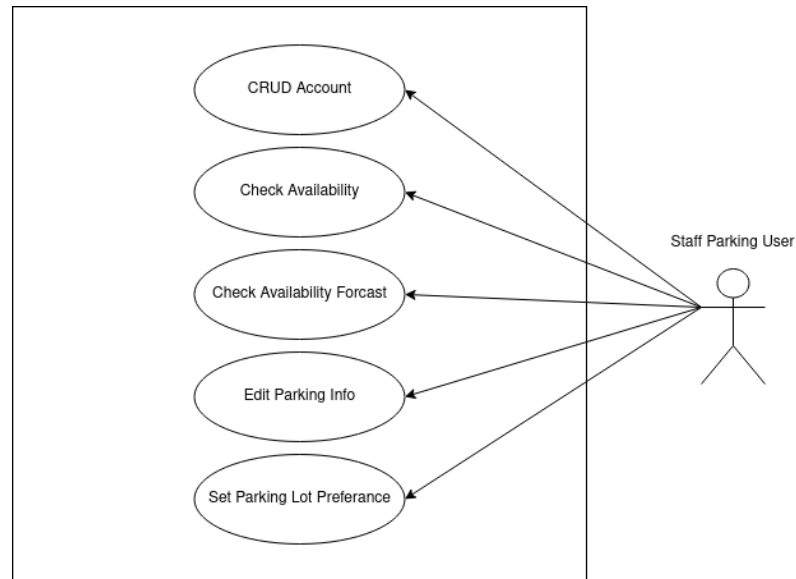 CRUD Account
Check Availability
Staff Parking User
Check Availability Forcast
Edit Parking Info
Set Parking Lot Preferance